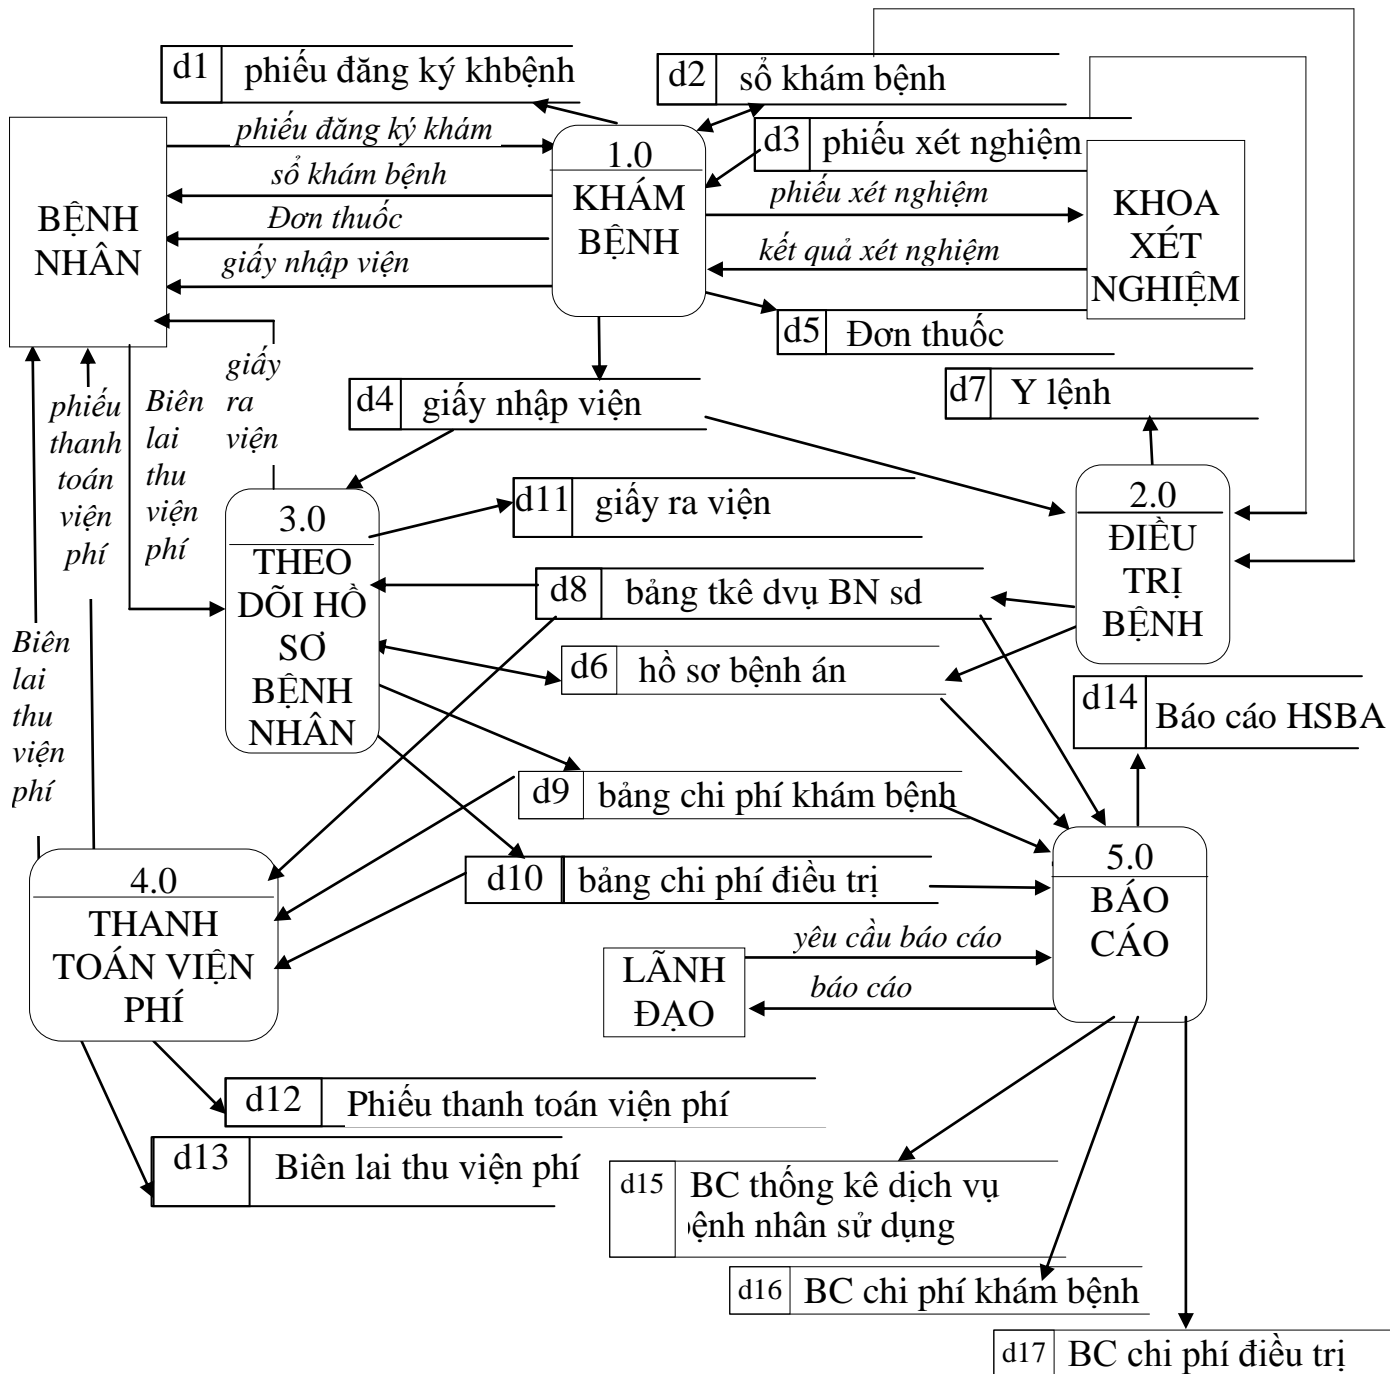 d1 phiếu đăng ký khbệnh
d2 sổ khám bệnh
d3 phiếu xét nghiệm
BỆNH
NHÂN
phiếu đăng ký khám
sổ khám bệnh
Đơn thuốc
giấy nhập viện
1.0
KHÁM
BỆNH
phiếu xét nghiệm
kết quả xét nghiệm
KHOA
XÉT
NGHIỆM
d5 Đơn thuốc
d4 giấy nhập viện
d7 Y lệnh
phiếu
thanh
toán
viện
phí
Biên
lai
thu
viện
phí
giấy
ra
viện
d11 giấy ra viện
2.0
ĐIỀU
TRỊ
BỆNH
3.0
THEO
DÕI HỒ
SƠ
BỆNH
NHÂN
d8 bảng tkê dvụ BN sd
d6 hồ sơ bệnh án
d14 Báo cáo HSBA
Biên
lai
thu
viện
phí
d9 bảng chi phí khám bệnh
d10 bảng chi phí điều trị
4.0
THANH
TOÁN VIỆN
PHÍ
5.0
BÁO
CÁO
yêu cầu báo cáo
báo cáo
LÃNH
ĐẠO
d12 Phiếu thanh toán viện phí
d13 Biên lai thu viện phí
d15 BC thống kê dịch vụ
ệnh nhân sử dụng
d16 BC chi phí khám bệnh
d17 BC chi phí điều trị